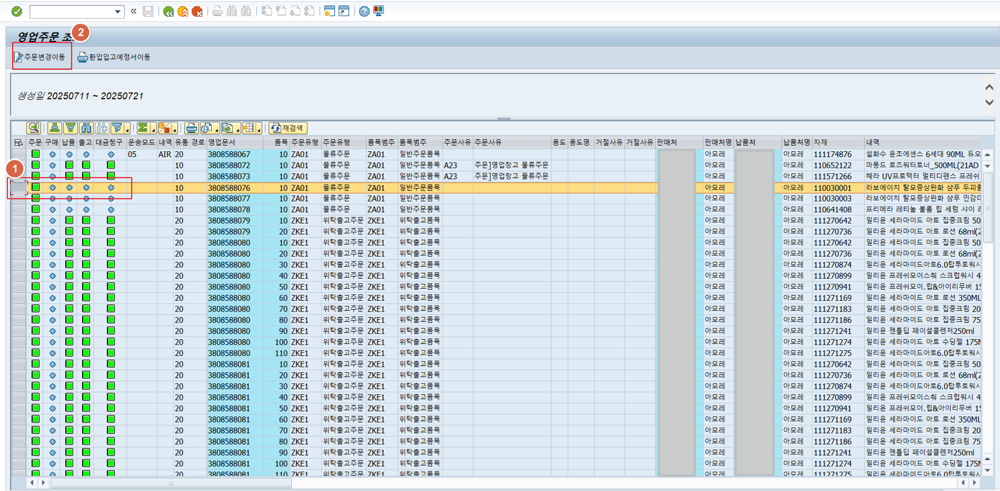 2
영업주문 조
주문변경이동 환입입고예정서이동
생성일 20250711 ~ 20250721
재검색
주문 구매 납품 출고 대금청구 운송모드 내역 유통 경로 영업문서 품목 주문유형 주문유형 품목범주 품목범주 주문사유 주문사유 용도 용도명 거절사유 거절사유 판매처 판매처명 납품처 납품처명 자재 내역
05 AIR 20 3808588067 10 ZA01 물류주문 ZA01 일반주문품목 아모레 아모레 111174876 설화수 윤조에센스 6세대 90ML 듀오
1
10 3808588072 10 ZA01 물류주문 ZA01 일반주문품목 A23 주문]영업창고 물류주문 아모레 아모레 110652122 마몽드 로즈워터토너_500ML(21AD
10 3808588073 10 ZA01 물류주문 ZA01 일반주문품목 A23 주문]영업창고 물류주문 아모레 아모레 111571266 헤라 UV프로텍터 멀티디펜스 프레쉬
10 3808588076 10 ZA01 물류주문 ZA01 일반주문품목 아모레 아모레 110030001 라보에이치 탈모증상완화 샴푸 두피쿨
10 3808588077 10 ZA01 물류주문 ZA01 일반주문품목 아모레 아모레 110030003 라보에이치 탈모증상완화 샴푸 민감더
10 3808588078 10 ZA01 물류주문 ZA01 일반주문품목 아모레 아모레 110641408 프리메라 레티놀 볼륨 립 세럼 샤이
20 3808588079 10 ZKE1 위탁출고주문 ZKE1 위탁출고품목 아모레 아모레 111270642 일리윤 세라마이드 아토 집중크림 50
20 3808588079 20 ZKE1 위탁출고주문 ZKE1 위탁출고품목 아모레 아모레 111270736 일리윤 세라마이드 아토 로션 68ml(2
20 3808588080 10 ZKE1 위탁출고주문 ZKE1 위탁출고품목 아모레 아모레 111270642 일리윤 세라마이드 아토 집중크림 50
20 3808588080 20 ZKE1 위탁출고주문 ZKE1 위탁출고품목 아모레 아모레 111270736 일리윤 세라마이드 아토 로션 68ml(2
20 3808588080 30 ZKE1 위탁출고주문 ZKE1 위탁출고품목 아모레 아모레 111270874 일리윤 세라마이드아토6.0탑투토워시
20 3808588080 40 ZKE1 위탁출고주문 ZKE1 위탁출고품목 아모레 아모레 111270899 일리윤 프레쉬모이스춰 스크럽워시 4
20 3808588080 50 ZKE1 위탁출고주문 ZKE1 위탁출고품목 아모레 아모레 111270941 일리윤 프레쉬모이.립&아이리무버 15
20 3808588080 60 ZKE1 위탁출고주문 ZKE1 위탁출고품목 아모레 아모레 111271169 일리윤 세라마이드 아토 로션 350ML
20 3808588080 70 ZKE1 위탁출고주문 ZKE1 위탁출고품목 아모레 아모레 111271183 일리윤 세라마이드 아토 집중크림 20
20 3808588080 80 ZKE1 위탁출고주문 ZKE1 위탁출고품목 아모레 아모레 111271186 일리윤 세라마이드 아토 집중크림 75
20 3808588080 90 ZKE1 위탁출고주문 ZKE1 위탁출고품목 아모레 아모레 111271241 일리윤 젠틀딥 페이셜클렌저250ml
20 3808588080 100 ZKE1 위탁출고주문 ZKE1 위탁출고품목 아모레 아모레 111271274 일리윤 세라마이드 아토 수딩젤 175M
20 3808588080 110 ZKE1 위탁출고주문 ZKE1 위탁출고품목 아모레 아모레 111271275 일리윤 세라마이드아토6.0탑투토워시
20 3808588081 10 ZKE1 위탁출고주문 ZKE1 위탁출고품목 아모레 아모레 111270642 일리윤 세라마이드 아토 집중크림 50
20 3808588081 20 ZKE1 위탁출고주문 ZKE1 위탁출고품목 아모레 아모레 111270736 일리윤 세라마이드 아토 로션 68ml(2
20 3808588081 30 ZKE1 위탁출고주문 ZKE1 위탁출고품목 아모레 아모레 111270874 일리윤 세라마이드아토6.0탑투토워시
20 3808588081 40 ZKE1 위탁출고주문 ZKE1 위탁출고품목 아모레 아모레 111270899 일리윤 프레쉬모이스춰 스크럽워시 4
20 3808588081 50 ZKE1 위탁출고주문 ZKE1 위탁출고품목 아모레 아모레 111270941 일리윤 프레쉬모이.립&아이리무버 15
20 3808588081 60 ZKE1 위탁출고주문 ZKE1 위탁출고품목 아모레 아모레 111271169 일리윤 세라마이드 아토 로션 350ML
20 3808588081 70 ZKE1 위탁출고주문 ZKE1 위탁출고품목 아모레 아모레 111271183 일리윤 세라마이드 아토 집중크림 20
20 3808588081 80 ZKE1 위탁출고주문 ZKE1 위탁출고품목 아모레 아모레 111271186 일리윤 세라마이드 아토 집중크림 75
20 3808588081 90 ZKE1 위탁출고주문 ZKE1 위탁출고품목 아모레 아모레 111271241 일리윤 젠틀딥 페이셜클렌저250ml
20 3808588081 100 ZKE1 위탁출고주문 ZKE1 위탁출고품목 아모레 아모레 111271274 일리윤 세라마이드 아토 수딩젤 175M
20 3808588081 110 ZKE1 위탁출고주문 ZKE1 위탁출고품목 아모레 아모레 111271275 일리윤 세라마이드아토6.0탑투토워시